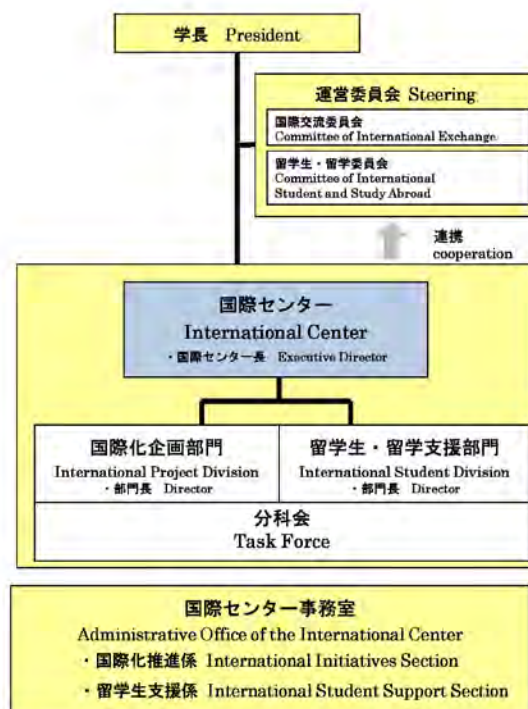 学長 President
運営委員会 Steering
国際交流委員会
Committee of International Exchange
留学生・留学委員会
Committee of International
Student and Study Abroad
連携
cooperation
国際センター
International Center
・国際センター長 Executive Director
国際化企画部門
International Project Division
・部門長 Director
留学生・留学支援部門
International Student Division
・部門長 Director
分科会
Task Force
国際センター事務室
Administrative Office of the International Center
・国際化推進係 International Initiatives Section
・留学生支援係 International Student Support Section